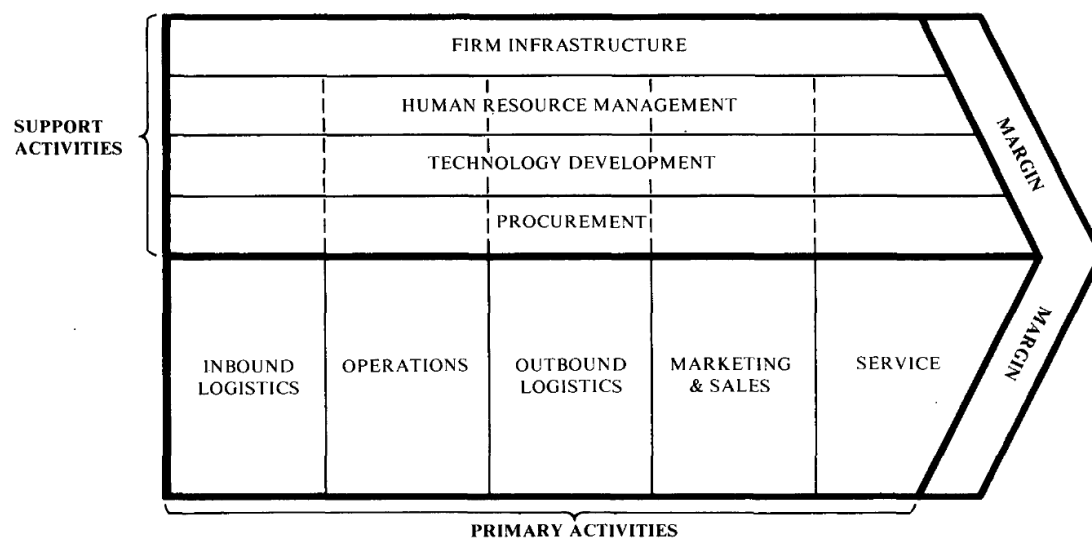 FIRM INFRASTRUCTURE
HUMAN RESOURCE MANAGEMENT
SUPPORT
ACTIVITIES
TECHNOLOGY DEVELOPMENT
PROCUREMENT
MARGIN
MARGIN
INBOUND
LOGISTICS
OPERATIONS
OUTBOUND
LOGISTICS
MARKETING
& SALES
SERVICE
PRIMARY ACTIVITIES